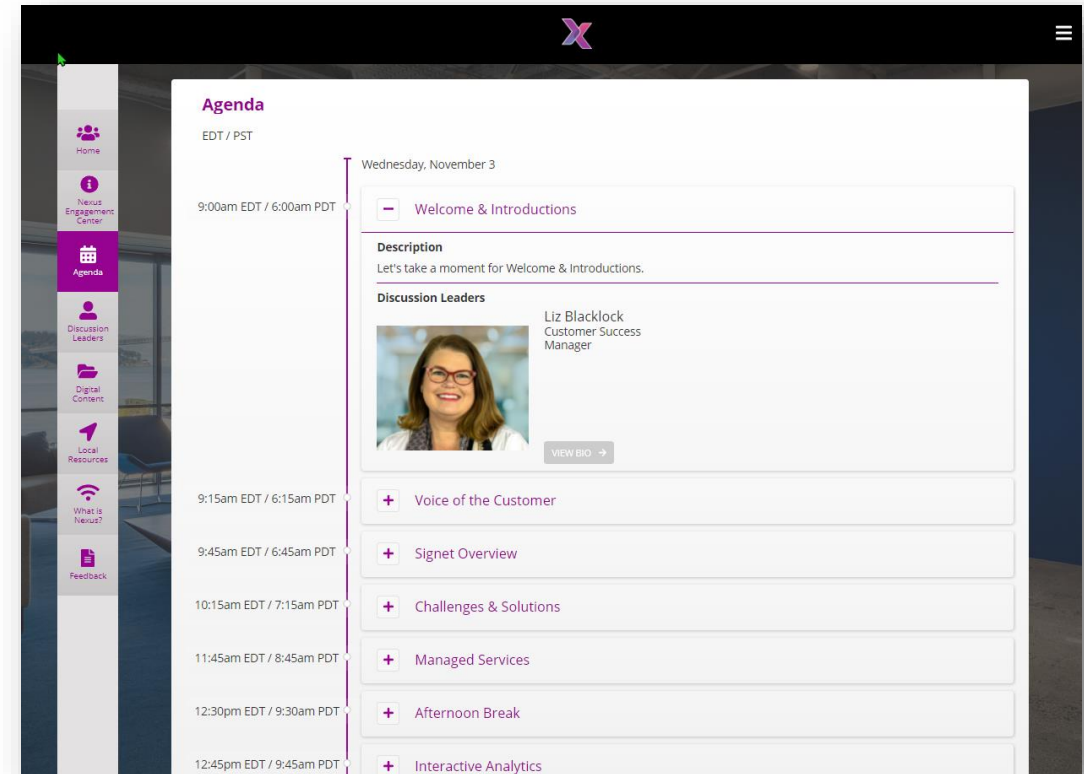 Agenda
EDT / PST
Wednesday, November 3
Home
Nexus
Engagement
Center
Agenda
Discussion
Leaders
Digital
Content
Local
Resources
What is
Nexus?
Feedback
9:00am EDT / 6:00am PDT
Welcome & Introductions
Description
Let's take a moment for Welcome & Introductions.
Discussion Leaders
Liz Blacklock
Customer Success
Manager
VIEW BIO →
9:15am EDT / 6:15am PDT
Voice of the Customer
9:45am EDT / 6:45am PDT
Signet Overview
10:15am EDT / 7:15am PDT
Challenges & Solutions
11:45am EDT / 8:45am PDT
Managed Services
12:30pm EDT / 9:30am PDT
Afternoon Break
12:45pm EDT / 9:45am PDT
Interactive Analytics